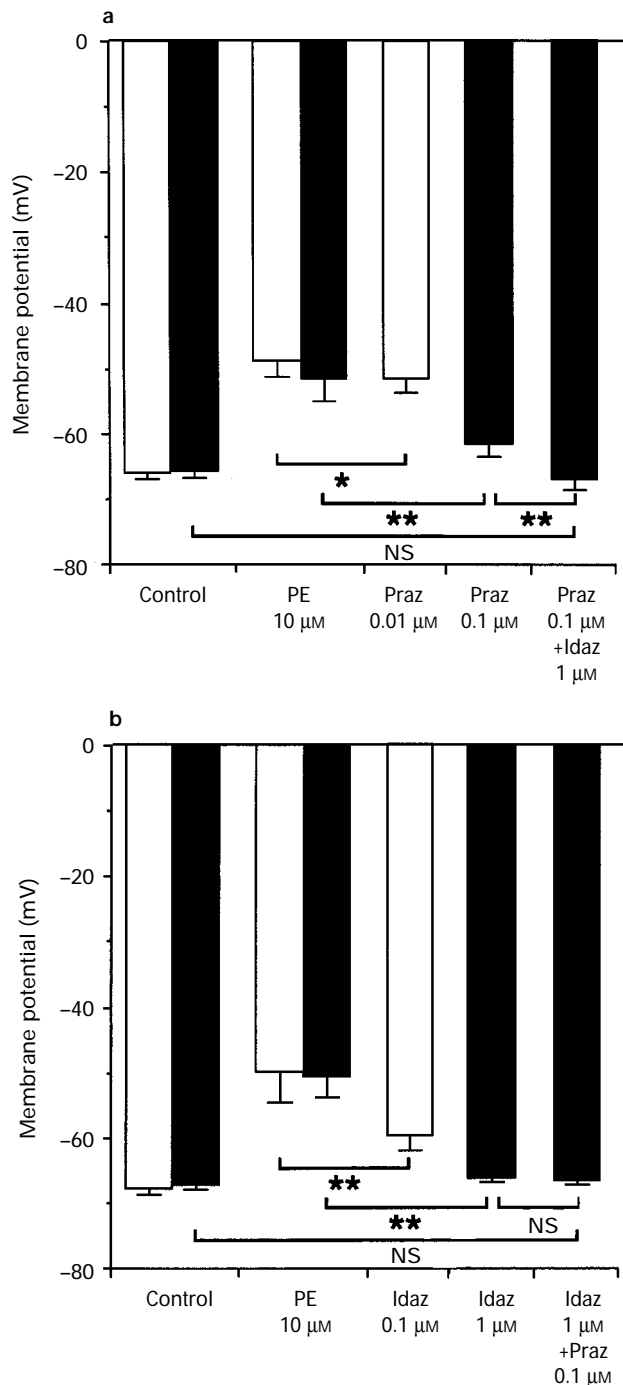 a
0
−20
−40
−60
−80
Membrane potential (mV)
*
**
**
NS
Control
PE
10 μM
Praz
0.01 μM
Praz
0.1 μM
Praz
0.1 μM
+Idaz
1 μM
b
0
−20
−40
−60
−80
Membrane potential (mV)
**
**
NS
NS
Control
PE
10 μM
Idaz
0.1 μM
Idaz
1 μM
Idaz
1 μM
+Praz
0.1 μM